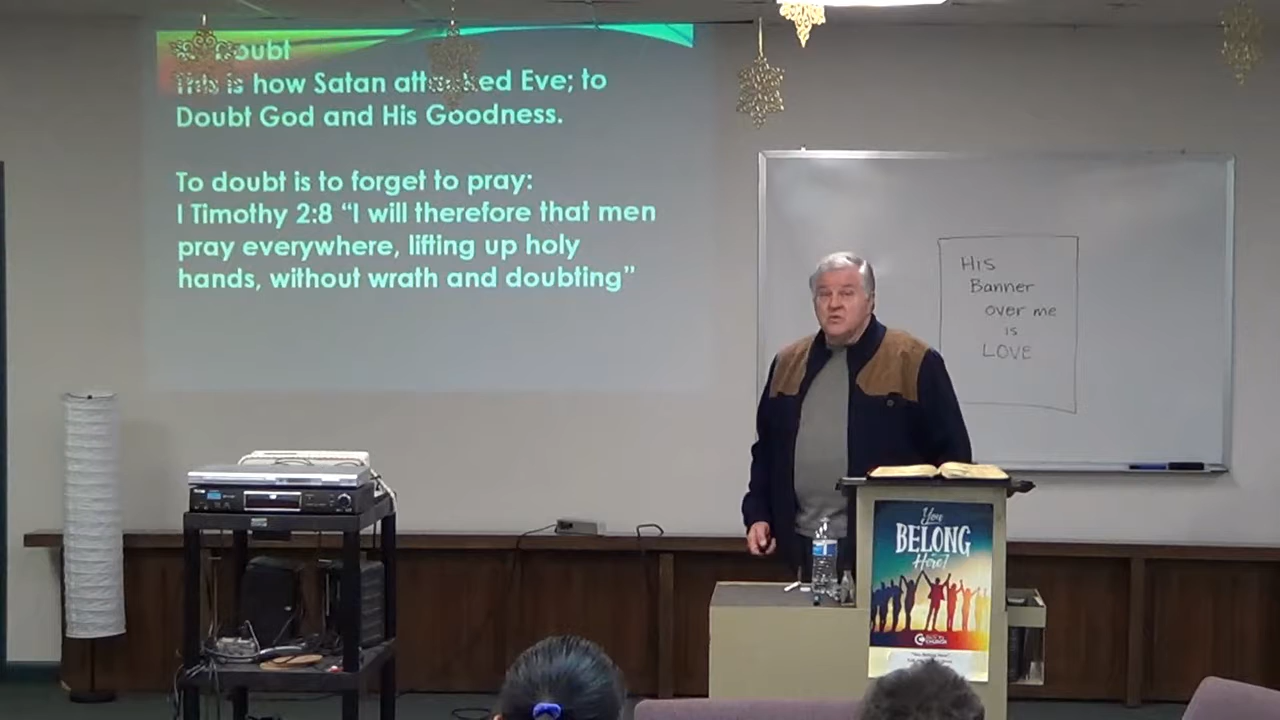 Doubt
This is how Satan attacked Eve; to
Doubt God and His Goodness.
To doubt is to forget to pray:
I Timothy 2:8 “I will therefore that men
pray everywhere, lifting up holy
hands, without wrath and doubting”
His
Banner
over me
is
LOVE
You
BELONG
Here!
CHURCH